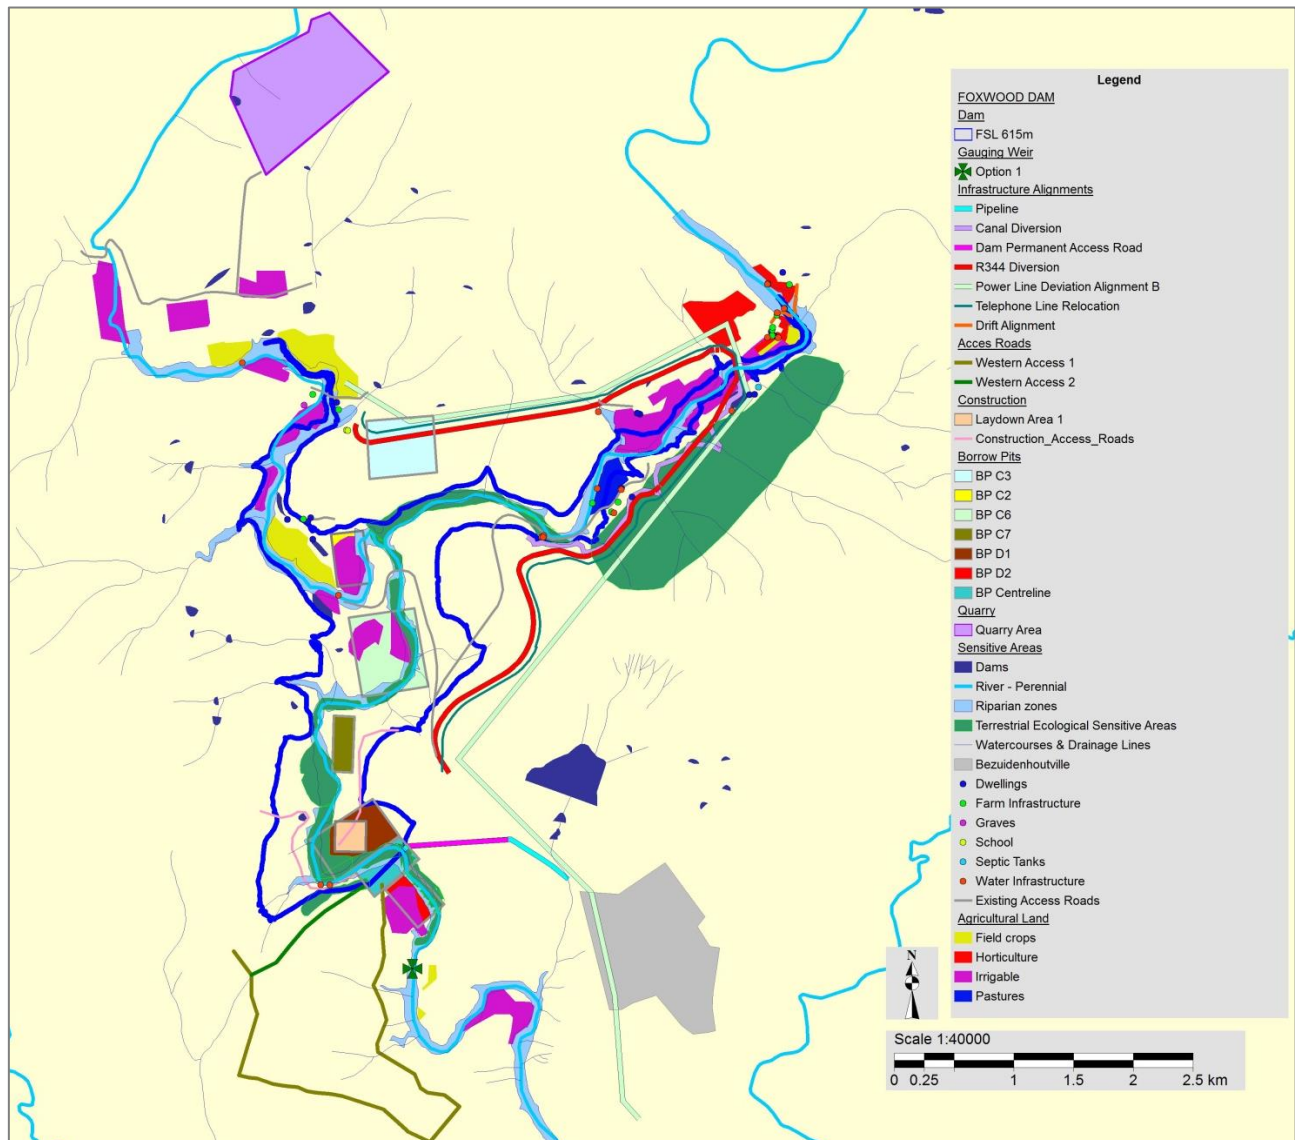 Legend
FOXWOOD DAM
Dam
FSL 615m
Gauging Weir
Option 1
Infrastructure Alignments
Pipeline
Canal Diversion
Dam Permanent Access Road
R344 Diversion
Power Line Deviation Alignment B
Telephone Line Relocation
Drift Alignment
Acces Roads
Western Access 1
Western Access 2
Construction
Laydown Area 1
Construction_Access_Roads
Borrow Pits
BP C3
BP C2
BP C6
BP C7
BP D1
BP D2
BP Centreline
Quarry
Quarry Area
Sensitive Areas
Dams
River - Perennial
Riparian zones
Terrestrial Ecological Sensitive Areas
Watercourses & Drainage Lines
Bezuidenhoutville
Dwellings
Farm Infrastructure
Graves
School
Septic Tanks
Water Infrastructure
Existing Access Roads
Agricultural Land
Field crops
Horticulture
Irrigable
Pastures
N
Scale 1:40000
0 0.25 1 1.5 2 2.5 km